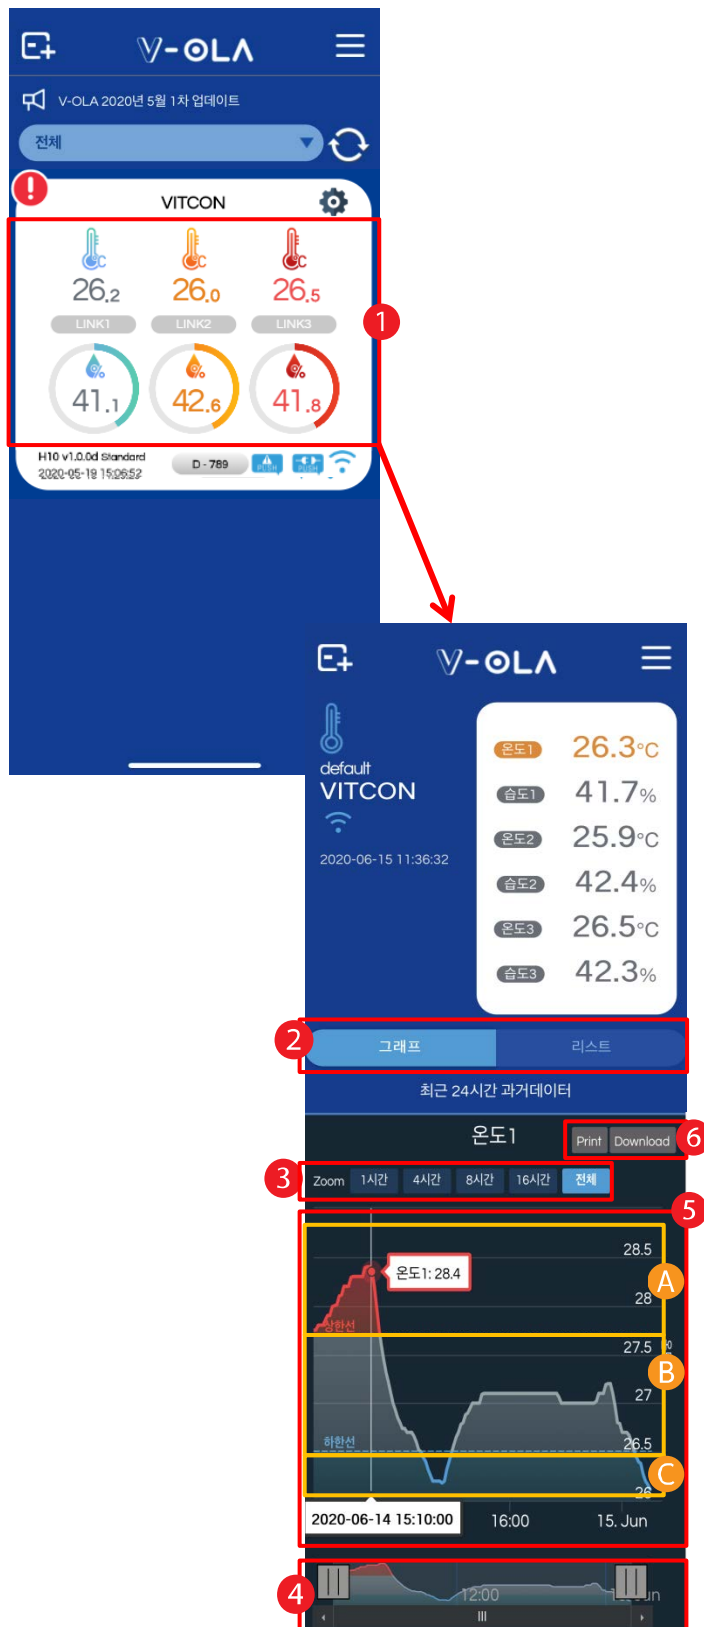 V-OLA
V-OLA 2020년 5월 1차 업데이트
전체
!
VITCON
°C °C °C
26.2 26.0 26.5
LINK1 LINK2 LINK3
1
% % %
41.1 42.6 41.8
H10 v1.0.0d Standard
2020-05-19 15:06:52
D - 789
PUSH PUSH
V-OLA
default
VITCON
2020-06-15 11:36:32
온도1 26.3°C
습도1 41.7%
온도2 25.9°C
습도2 42.4%
온도3 26.5°C
습도3 42.3%
2
그래프 리스트
최근 24시간 과거데이터
온도1
Print Download
6
3
Zoom 1시간 4시간 8시간 16시간 전체
5
28.5
온도1: 28.4
A
28
상한선
27.5
B
27
하한선
26.5
C
26
2020-06-14 15:10:00
16:00 15. Jun
4
12:00